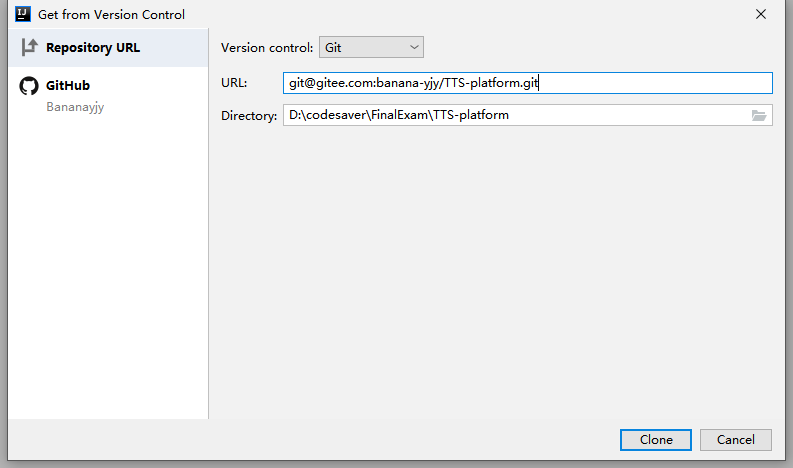 Get from Version Control
Repository URL
GitHub
Bananayjy
Version control: Git
URL: git@gitee.com:banana-yjy/TTS-platform.git
Directory: D:\codesaver\FinalExam\TTS-platform
Clone Cancel